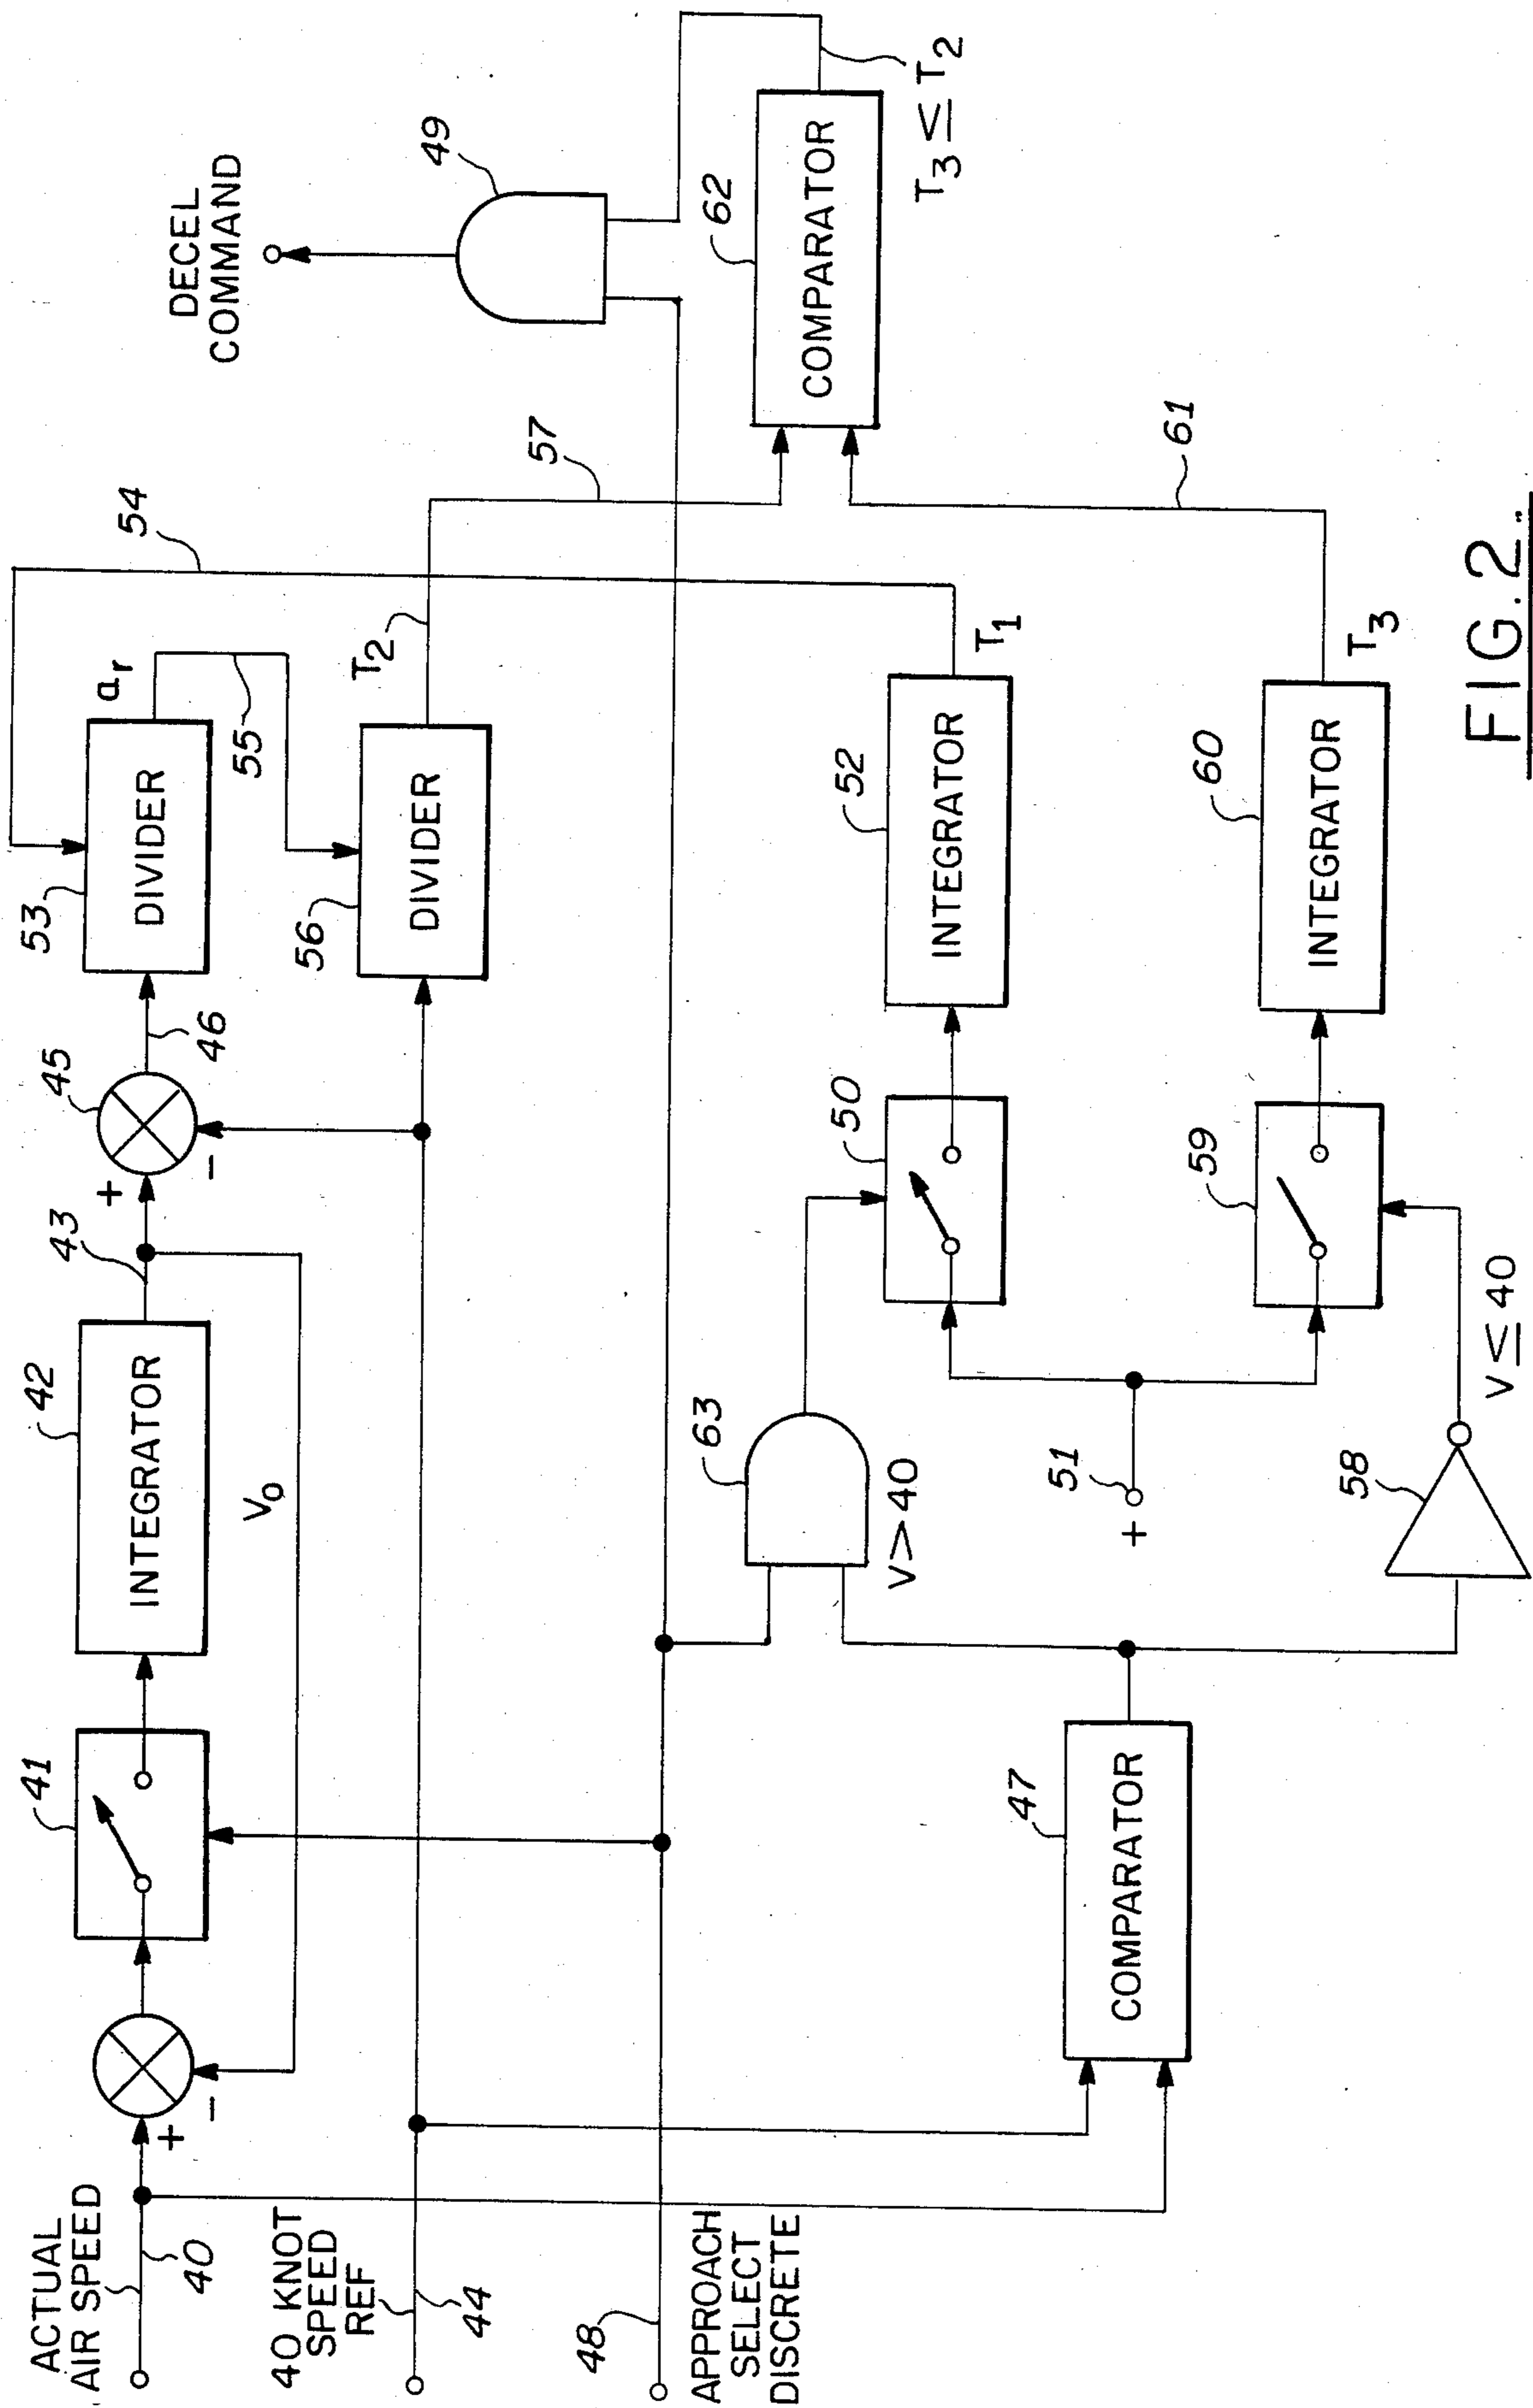 ACTUAL
AIR SPEED
40
+
-
41
42
INTEGRATOR
V0
43
+
-
45
46
53
DIVIDER
ar
54
55
40 KNOT
SPEED
REF
44
56
DIVIDER
T2
57
DECEL
COMMAND
49
48
APPROACH
SELECT
DISCRETE
63
V > 40
50
52
INTEGRATOR
T1
62
COMPARATOR
T3 ≤ T2
47
COMPARATOR
51
+
58
V ≤ 40
59
60
INTEGRATOR
T3
61
FIG.2.